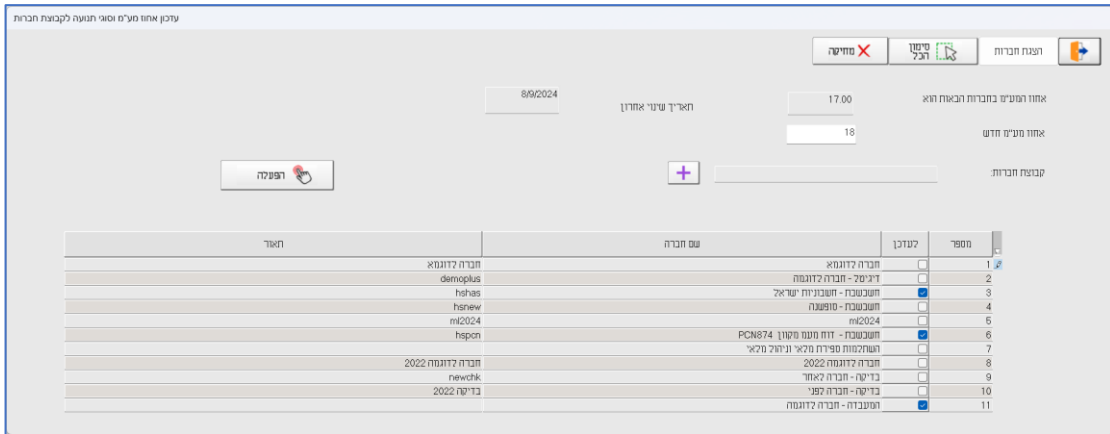 עדכון אחוז מע"מ וסוגי תנועה לקבוצת חברות
הצגת חברות סימון הכל מחיקה
אחוז המע"מ בחברות הבאות הוא 17.00 תאריך שינוי אחרון 8/9/2024
אחוז מע"מ חדש 18
קבוצת חברות: + הפעלה
מספר לעדכן שם חברה תאור
1 חברה לדוגמא חברה לדוגמא
2 דיגיטל - חברה לדוגמה demoplus
3 חשבשבת - חשבוניות ישראל hshas
4 חשבשבת - מופשטה hsnew
5 ml2024 ml2024
6 חשבשבת - דוח מעמ מקוון PCN874 hspcn
7 השתלמות ספירת מלאי וניהול מלאי
8 חברה לדוגמה 2022 חברה לדוגמה 2022
9 בדיקה - חברה לאחר newchk
10 בדיקה - חברה לפני בדיקה 2022
11 המעבדה - חברה לדוגמה